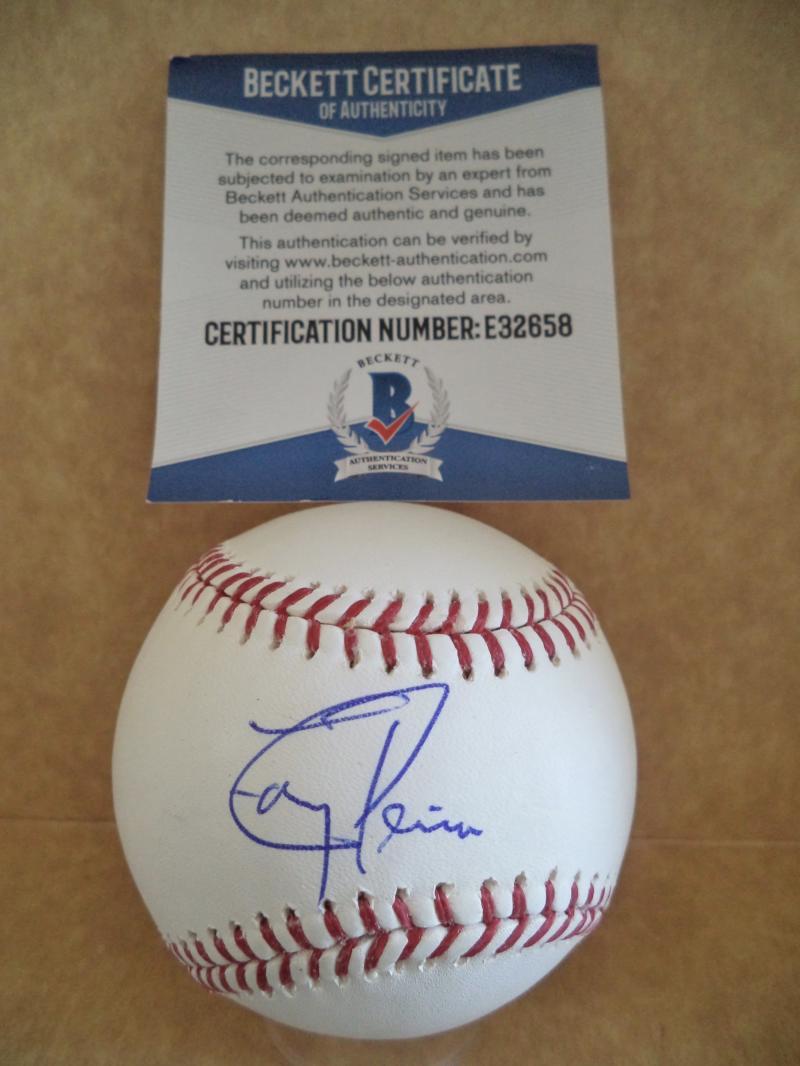 BECKETT CERTIFICATE
OF AUTHENTICITY
The corresponding signed item has been
subjected to examination by an expert from
Beckett Authentication Services and has
been deemed authentic and genuine.
This authentication can be verified by
visiting www.beckett-authentication.com
and utilizing the below authentication
number in the designated area.
CERTIFICATION NUMBER: E32658
BECKETT
B
AUTHENTICATION
SERVICES